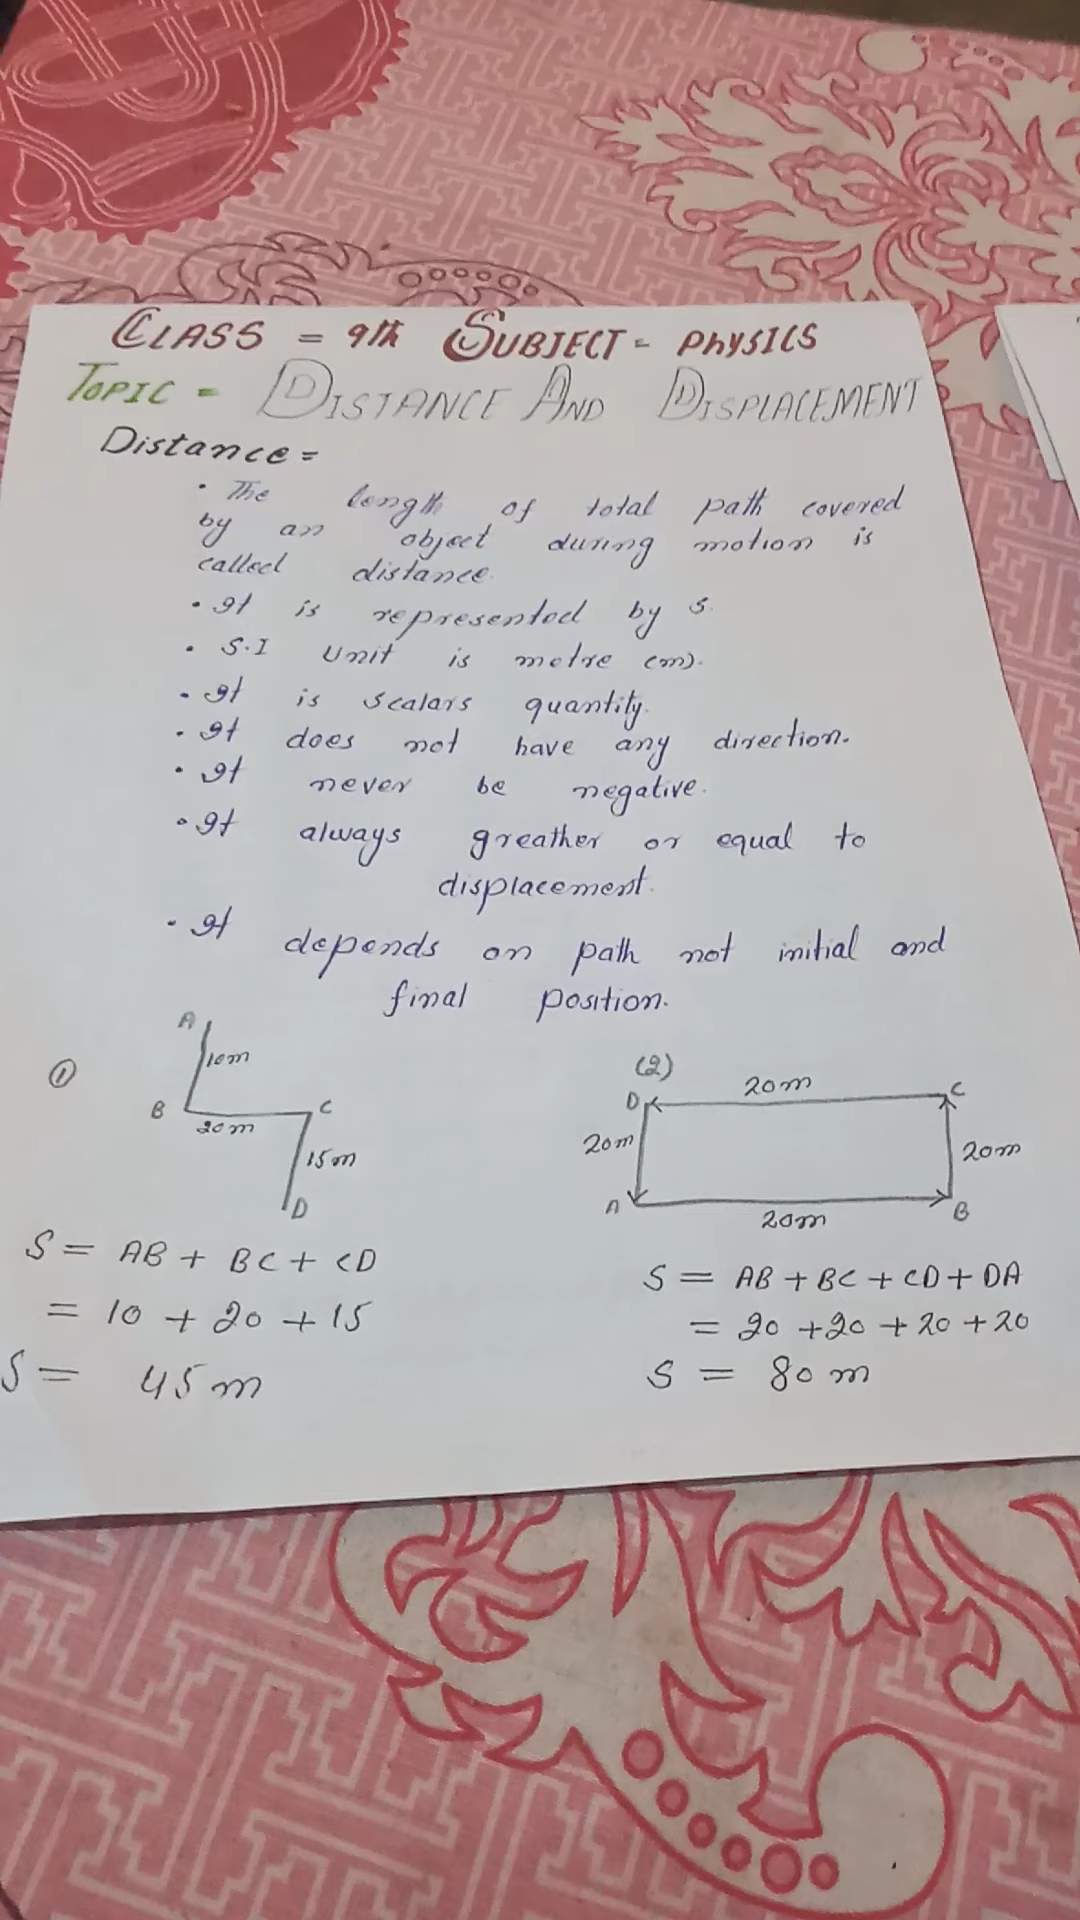 CLASS = 9th SUBJECT = PHYSICS
TOPIC = DISTANCE AND DISPLACEMENT
Distance =
• The length of total path covered
by an object during motion is
called distance.
• It is represented by s.
• S.I Unit is metre (m).
• It is scalars quantity.
• It does not have any direction.
• It never be negative.
• It always greather or equal to
displacement.
• It depends on path not initial and
final position.
①
A
10m
B
20m
C
15m
D
S = AB + BC + CD
= 10 + 20 + 15
S = 45m
(2)
D
20m
C
20m
20m
A
20m
B
S = AB + BC + CD + DA
= 20 + 20 + 20 + 20
S = 80 m